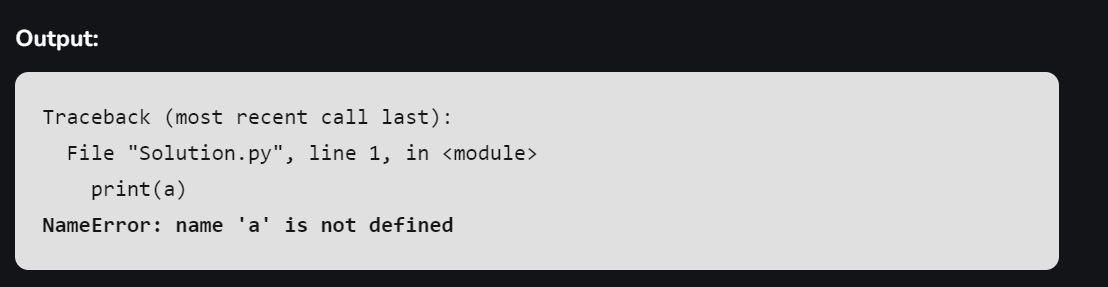 Output:
Traceback (most recent call last):
  File "Solution.py", line 1, in <module>
    print(a)
NameError: name 'a' is not defined